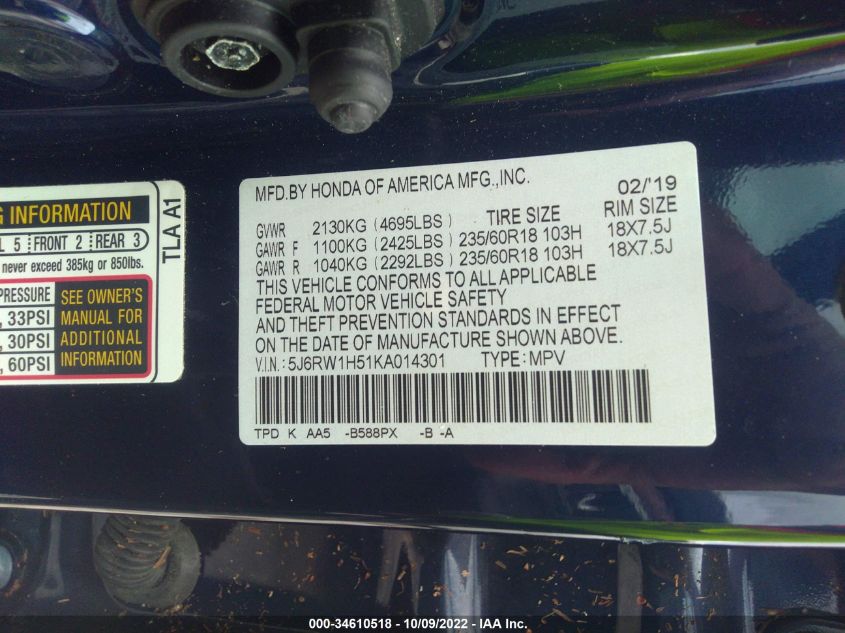 G INFORMATION
L 5 FRONT 2 REAR 3
never exceed 385kg or 850lbs.
PRESSURE
, 33PSI
, 30PSI
, 60PSI
SEE OWNER'S
MANUAL FOR
ADDITIONAL
INFORMATION
TLA A1
MFD.BY HONDA OF AMERICA MFG.,INC. 02/'19
GVWR 2130KG (4695LBS) TIRE SIZE RIM SIZE
GAWR F 1100KG (2425LBS) 235/60R18 103H 18X7.5J
GAWR R 1040KG (2292LBS) 235/60R18 103H 18X7.5J
THIS VEHICLE CONFORMS TO ALL APPLICABLE
FEDERAL MOTOR VEHICLE SAFETY
AND THEFT PREVENTION STANDARDS IN EFFECT
ON THE DATE OF MANUFACTURE SHOWN ABOVE.
V.I.N.: 5J6RW1H51KA014301 TYPE: MPV
TPD K AA5 -B588PX -B -A
000-34610518 - 10/09/2022 - IAA Inc.